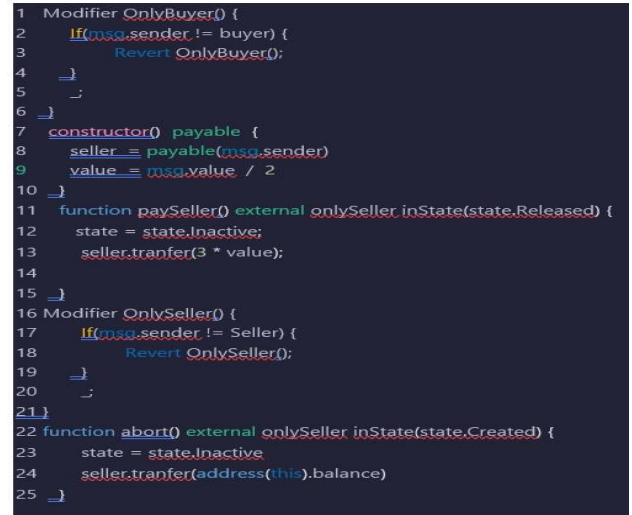 1 Modifier OnlyBuyer() {
2 If(msg.sender != buyer) {
3 Revert OnlyBuyer();
4 }
5 _;
6 }
7 constructor() payable {
8 seller = payable(msg.sender)
9 value = msg.value / 2
10 }
11 function paySeller() external onlySeller inState(state.Released) {
12 state = state.Inactive;
13 seller.tranfer(3 * value);
14
15 }
16 Modifier OnlySeller() {
17 If(msg.sender != Seller) {
18 Revert OnlySeller();
19 }
20 _;
21 }
22 function abort() external onlySeller inState(state.Created) {
23 state = state.Inactive
24 seller.tranfer(address(this).balance)
25 }